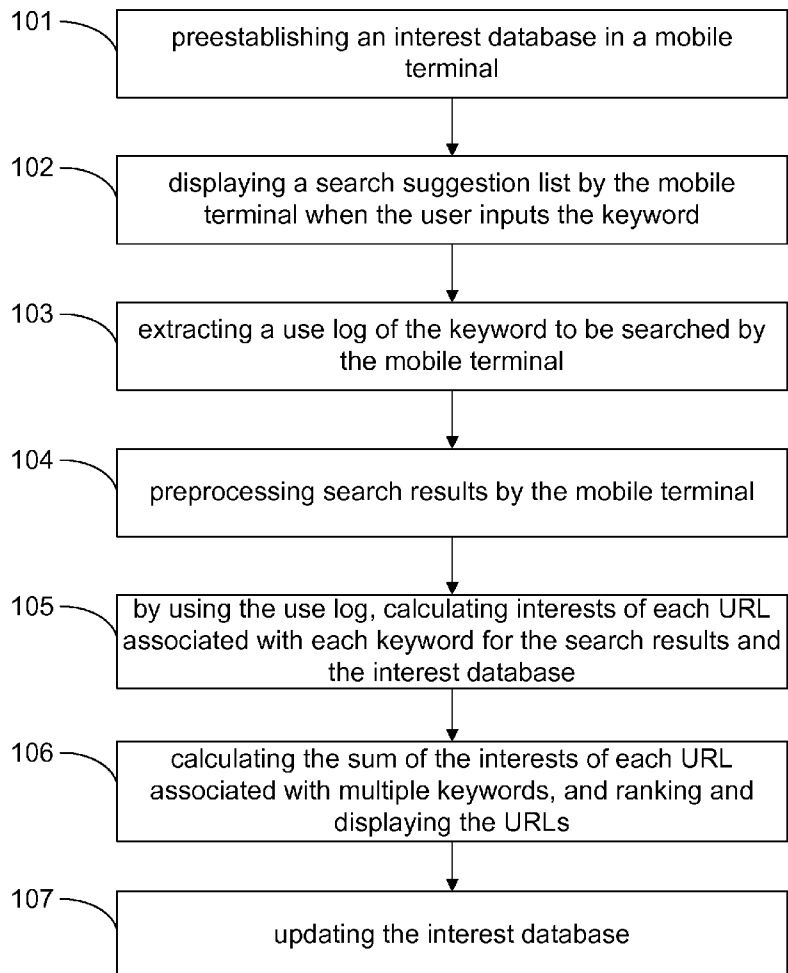 101
preestablishing an interest database in a mobile
terminal
102
displaying a search suggestion list by the mobile
terminal when the user inputs the keyword
103
extracting a use log of the keyword to be searched by
the mobile terminal
104
preprocessing search results by the mobile terminal
105
by using the use log, calculating interests of each URL
associated with each keyword for the search results and
the interest database
106
calculating the sum of the interests of each URL
associated with multiple keywords, and ranking and
displaying the URLs
107
updating the interest database